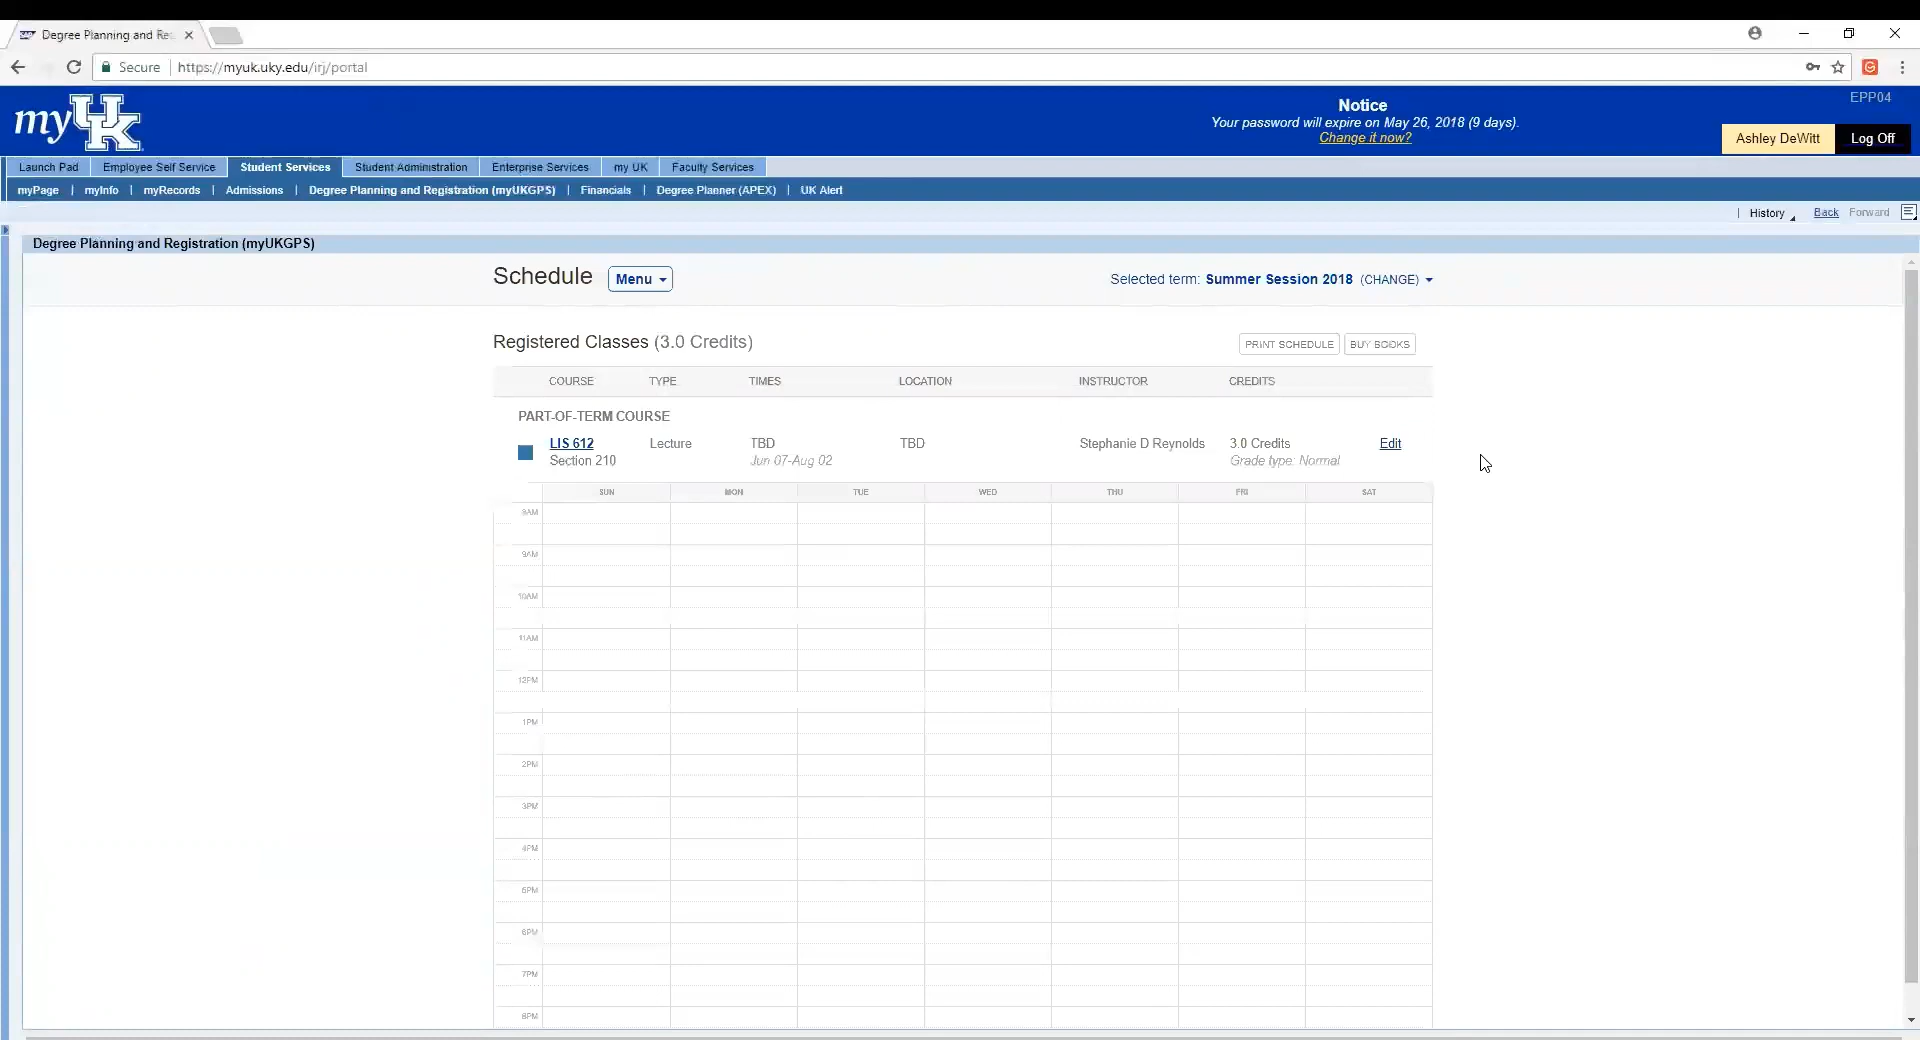 Degree Planning and Re
Secure https://myuk.uky.edu/irj/portal
myUK
Notice
Your password will expire on May 26, 2018 (9 days).
Change it now?
EPP04
Ashley DeWitt Log Off
Launch Pad Employee Self Service Student Services Student Administration Enterprise Services my UK Faculty Services
myPage | myInfo | myRecords | Admissions | Degree Planning and Registration (myUKGPS) | Financials | Degree Planner (APEX) | UK Alert
| History Back Forward
Degree Planning and Registration (myUKGPS)
Schedule Menu Selected term: Summer Session 2018 (CHANGE)
Registered Classes (3.0 Credits) PRINT SCHEDULE BUY BOOKS
COURSE TYPE TIMES LOCATION INSTRUCTOR CREDITS
PART-OF-TERM COURSE
LIS 612 Lecture TBD TBD Stephanie D Reynolds 3.0 Credits Edit
Section 210 Jun 07-Aug 02 Grade type: Normal
SUN MON TUE WED THU FRI SAT
8AM
9AM
10AM
11AM
12PM
1PM
2PM
3PM
4PM
5PM
6PM
7PM
8PM